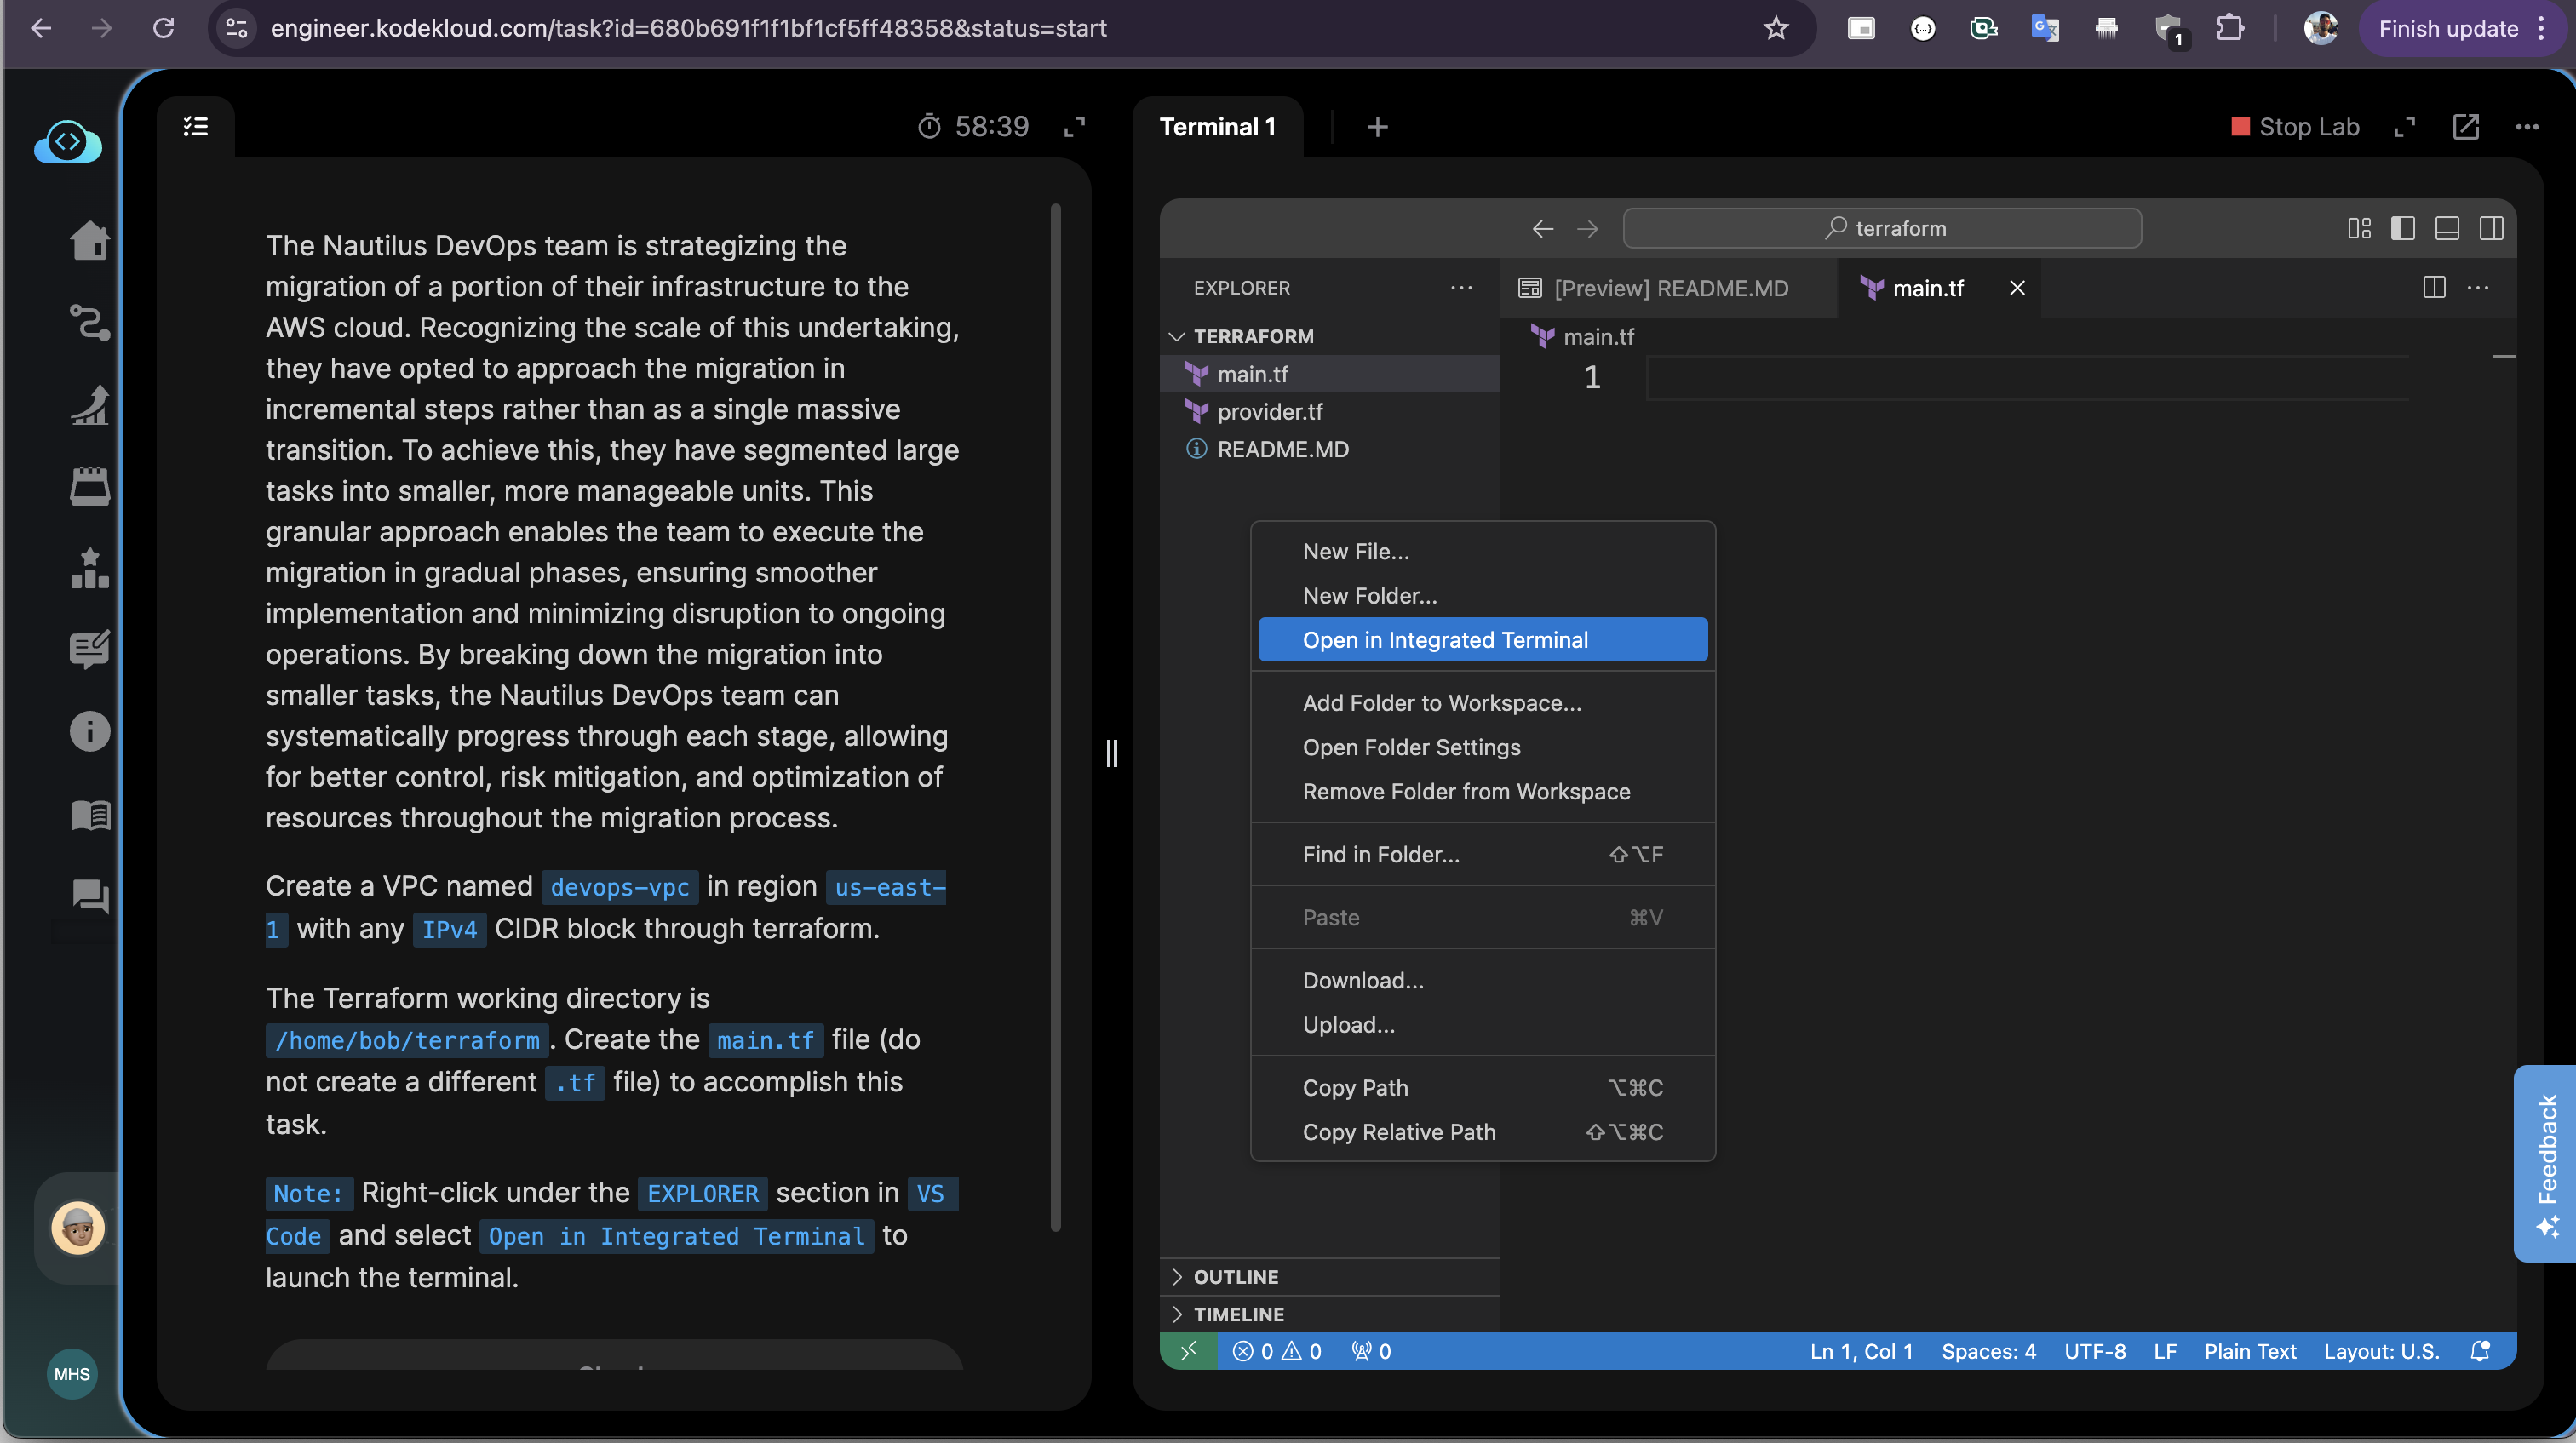 engineer.kodekloud.com/task?id=680b691f1f1bf1cf5ff48358&status=start
1
Finish update
58:39
Terminal 1
Stop Lab
The Nautilus DevOps team is strategizing the
migration of a portion of their infrastructure to the
AWS cloud. Recognizing the scale of this undertaking,
they have opted to approach the migration in
incremental steps rather than as a single massive
transition. To achieve this, they have segmented large
tasks into smaller, more manageable units. This
granular approach enables the team to execute the
migration in gradual phases, ensuring smoother
implementation and minimizing disruption to ongoing
operations. By breaking down the migration into
smaller tasks, the Nautilus DevOps team can
systematically progress through each stage, allowing
for better control, risk mitigation, and optimization of
resources throughout the migration process.
Create a VPC named devops-vpc in region us-east-
1 with any IPv4 CIDR block through terraform.
The Terraform working directory is
/home/bob/terraform. Create the main.tf file (do
not create a different .tf file) to accomplish this
task.
Note: Right-click under the EXPLORER section in VS
Code and select Open in Integrated Terminal to
launch the terminal.
MHS
terraform
EXPLORER
[Preview] README.MD
main.tf
TERRAFORM
main.tf
provider.tf
README.MD
main.tf
1
New File...
New Folder...
Open in Integrated Terminal
Add Folder to Workspace...
Open Folder Settings
Remove Folder from Workspace
Find in Folder... ⇧⌥F
Paste ⌘V
Download...
Upload...
Copy Path ⌥⌘C
Copy Relative Path ⇧⌥⌘C
OUTLINE
TIMELINE
0 0 0
Ln 1, Col 1 Spaces: 4 UTF-8 LF Plain Text Layout: U.S.
Feedback